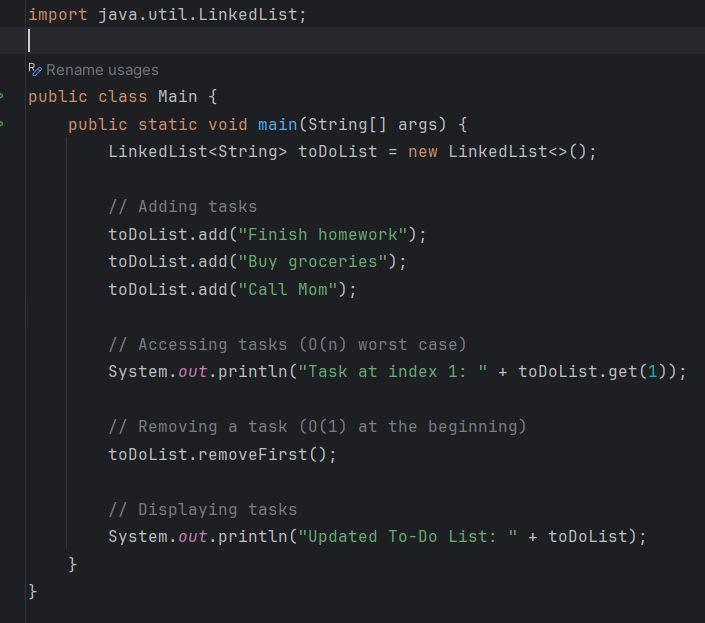 import java.util.LinkedList;
Rename usages
public class Main {
    public static void main(String[] args) {
        LinkedList<String> toDoList = new LinkedList<>();
        // Adding tasks
        toDoList.add("Finish homework");
        toDoList.add("Buy groceries");
        toDoList.add("Call Mom");
        // Accessing tasks (O(n) worst case)
        System.out.println("Task at index 1: " + toDoList.get(1));
        // Removing a task (O(1) at the beginning)
        toDoList.removeFirst();
        // Displaying tasks
        System.out.println("Updated To-Do List: " + toDoList);
    }
}